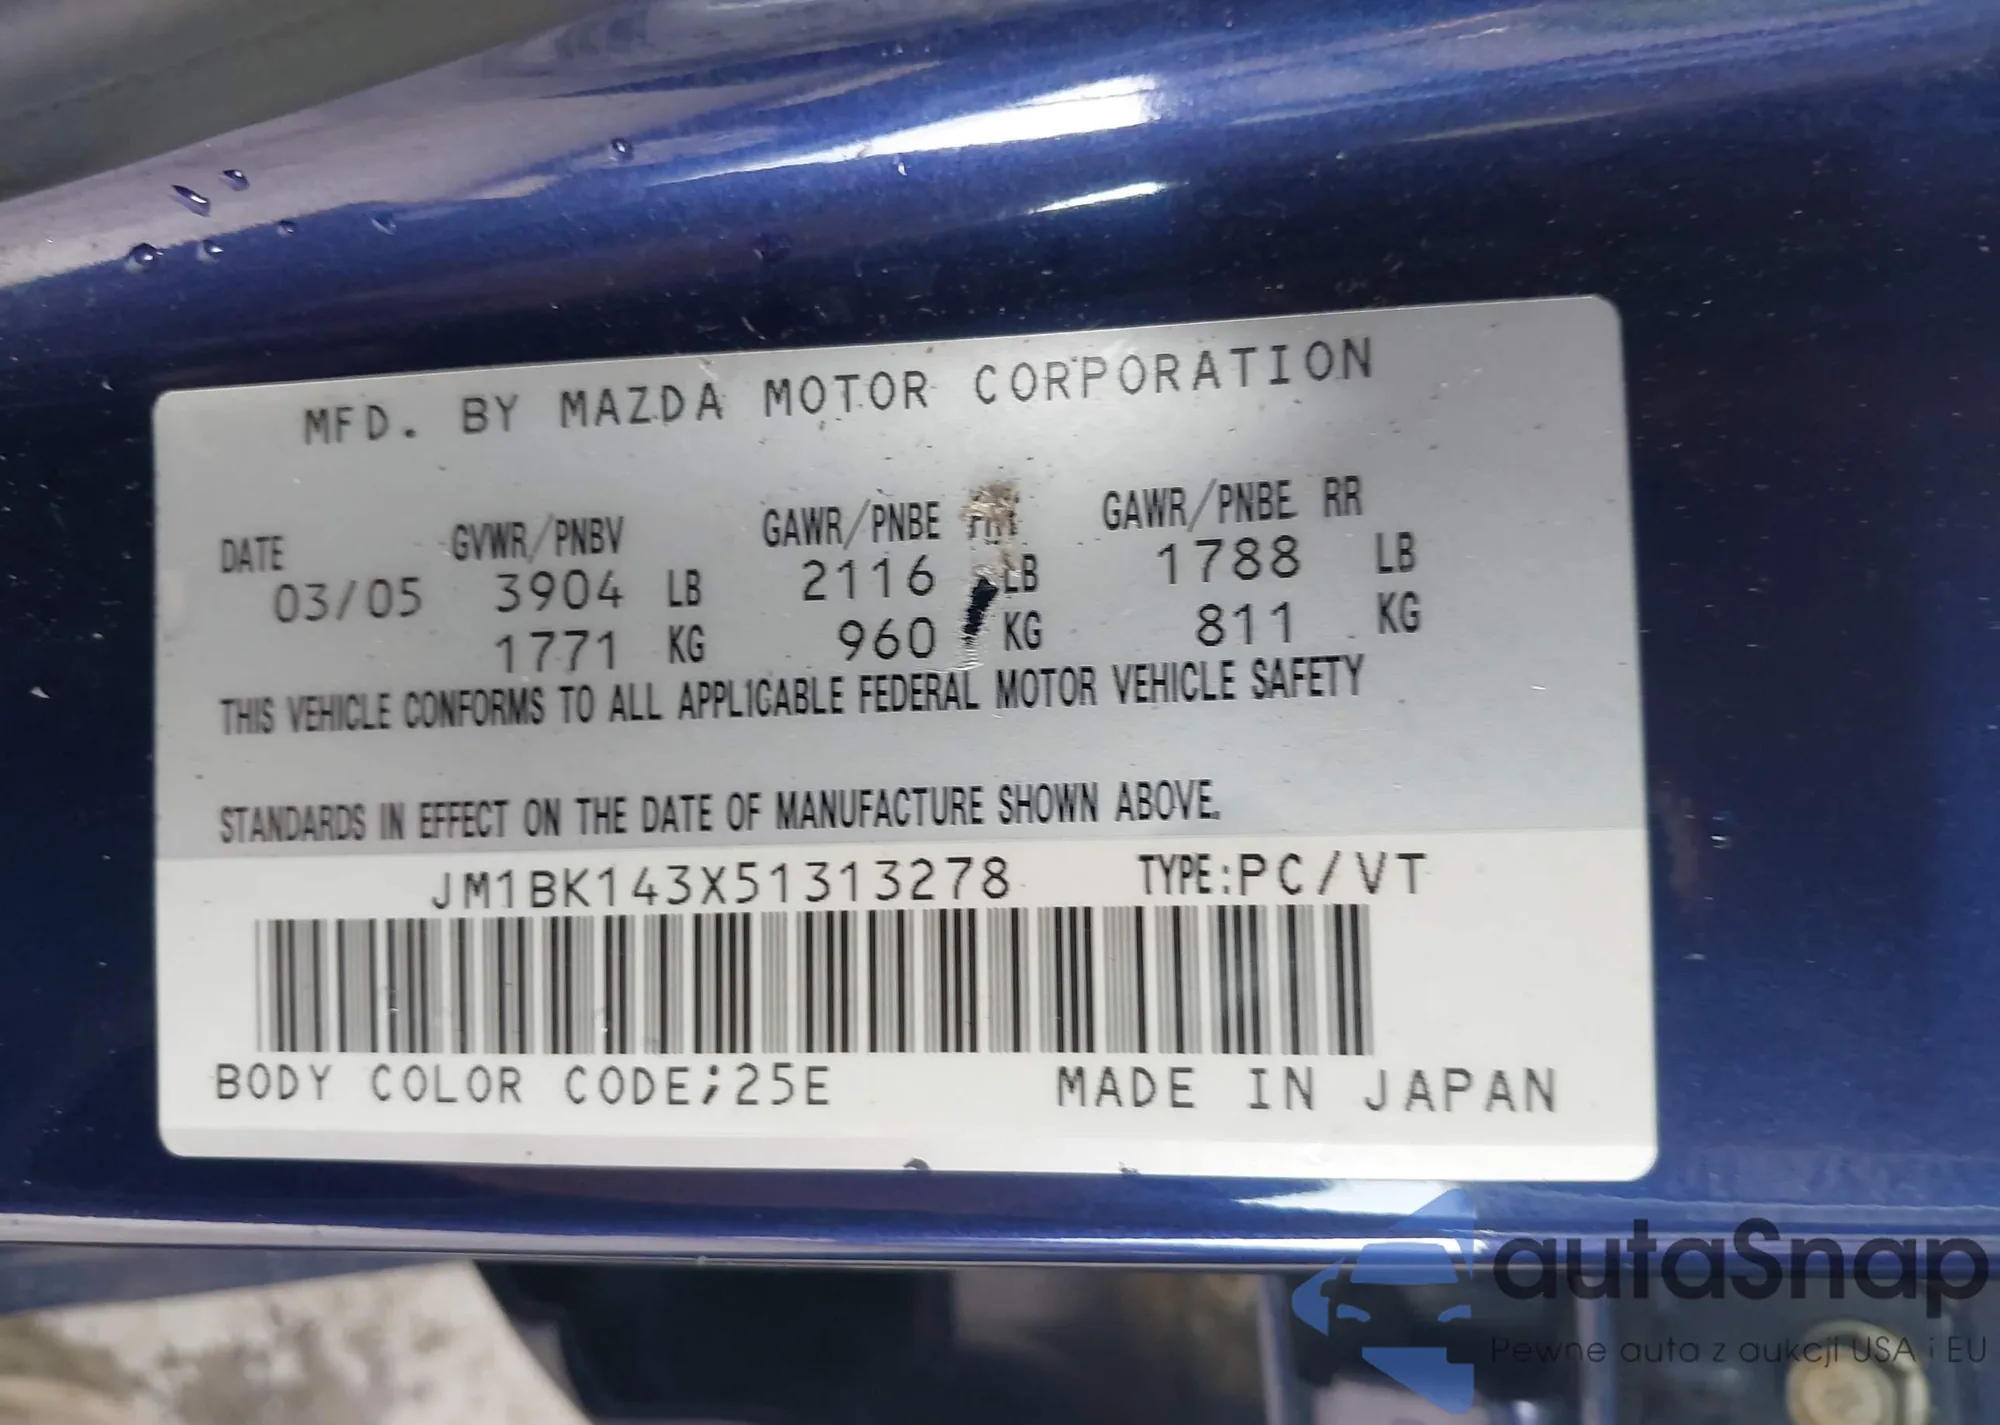 MFD. BY MAZDA MOTOR CORPORATION
DATE GVWR/PNBV GAWR/PNBE FRT GAWR/PNBE RR
03/05 3904 LB 2116 LB 1788 LB
1771 KG 960 KG 811 KG
THIS VEHICLE CONFORMS TO ALL APPL1CABLE FEDERAL MOTOR VEHICLE SAFETY
STANDARDS IN EFFECT ON THE DATE OF MANUFACTURE SHOWN ABOVE.
JM1BK143X51313278 TYPE:PC/VT
BODY COLOR CODE;25E MADE IN JAPAN
autaSnap
Pewne auta z aukcji USA i EU